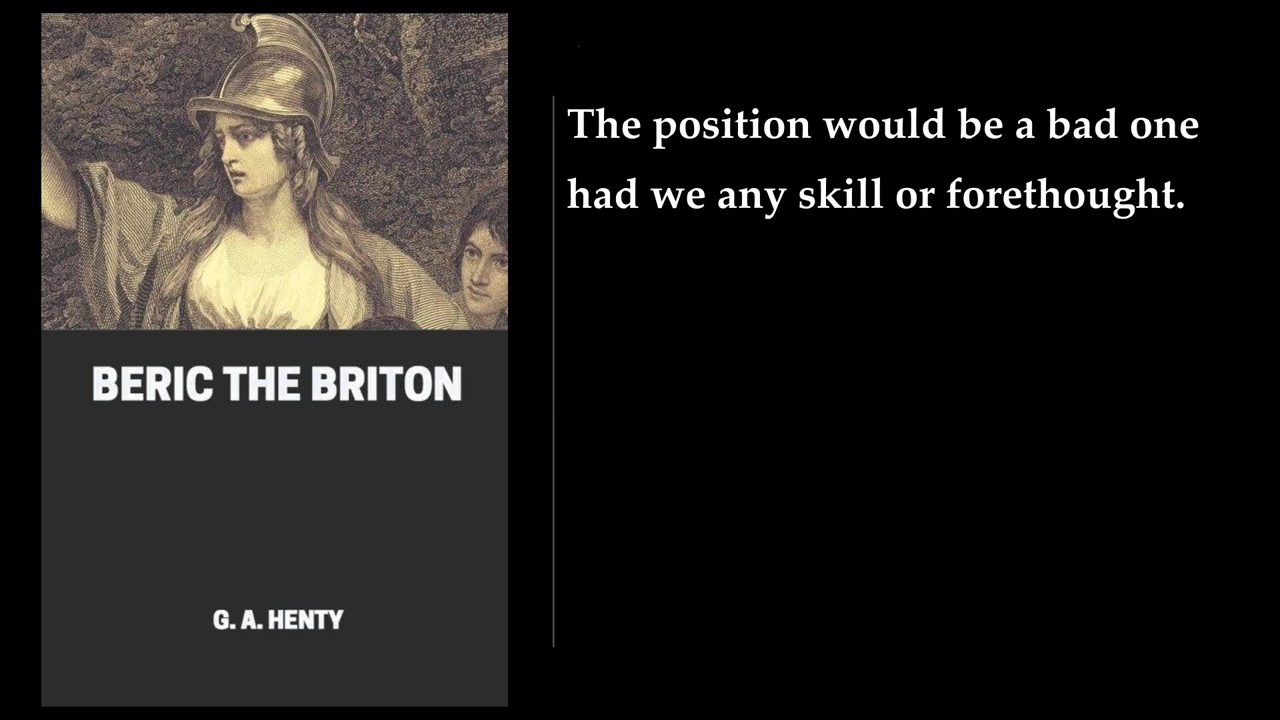 The position would be a bad one
had we any skill or forethought.
BERIC THE BRITON
G. A. HENTY